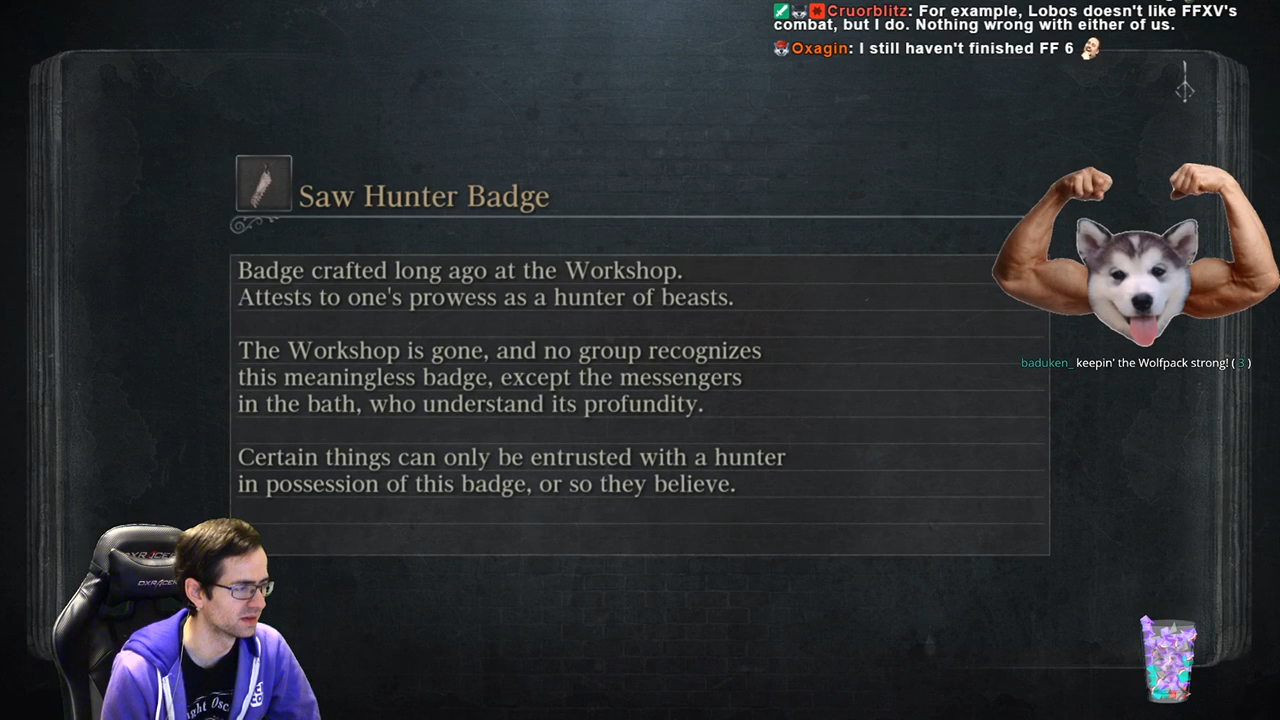 Cruorblitz: For example, Lobos doesn't like FFXV's
combat, but I do. Nothing wrong with either of us.
Oxagin: I still haven't finished FF 6
Saw Hunter Badge
Badge crafted long ago at the Workshop.
Attests to one's prowess as a hunter of beasts.
The Workshop is gone, and no group recognizes
this meaningless badge, except the messengers
in the bath, who understand its profundity.
Certain things can only be entrusted with a hunter
in possession of this badge, or so they believe.
baduken_ keepin' the Wolfpack strong! ( 3 )
DXRACER
DXRACER